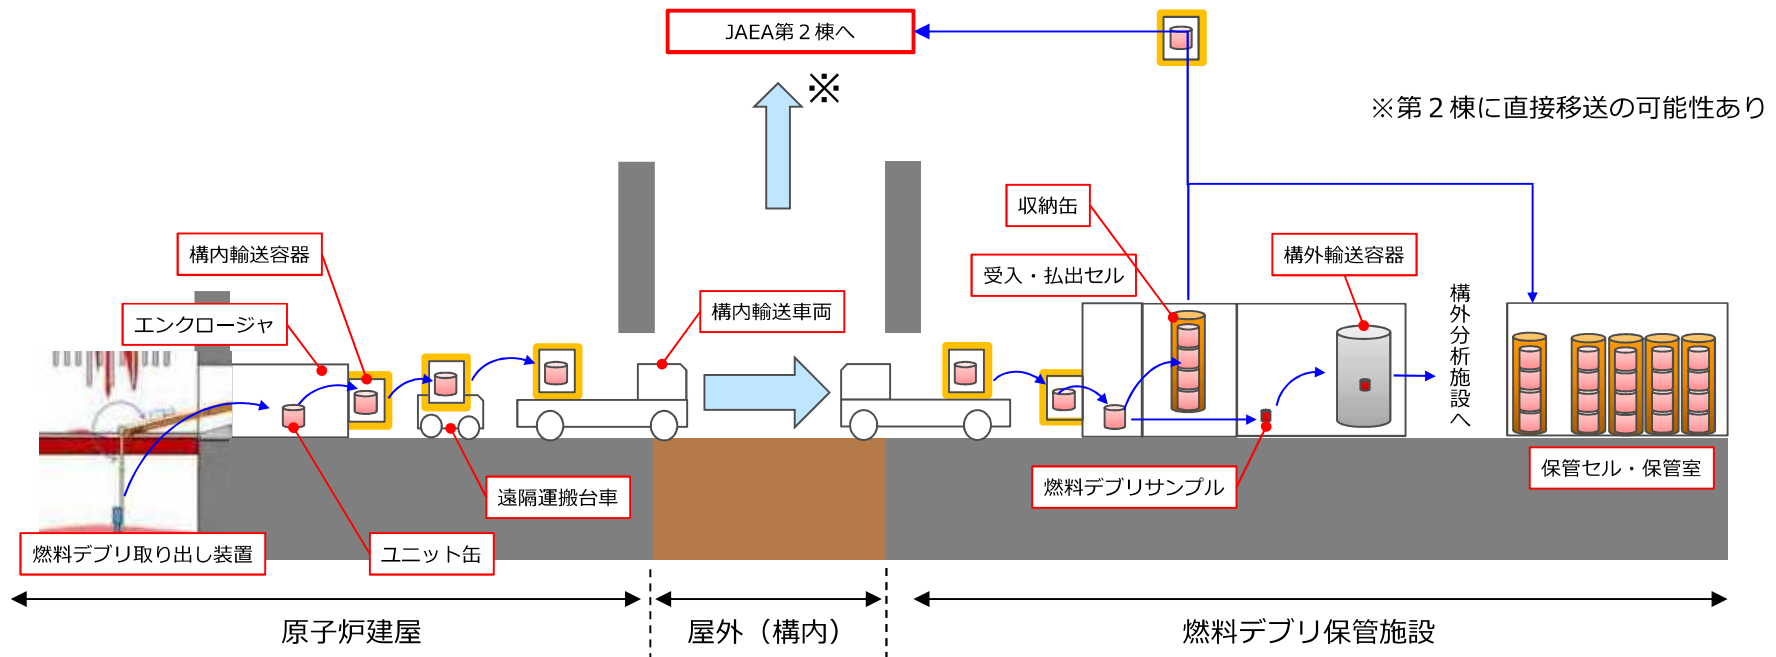 JAEA第２棟へ
※
※第２棟に直接移送の可能性あり
収納缶
構内輸送容器
構外輸送容器
受入・払出セル
エンクロージャ
構内輸送車両
構外分析施設へ
保管セル・保管室
燃料デブリサンプル
遠隔運搬台車
燃料デブリ取り出し装置
ユニット缶
原子炉建屋
屋外（構内）
燃料デブリ保管施設